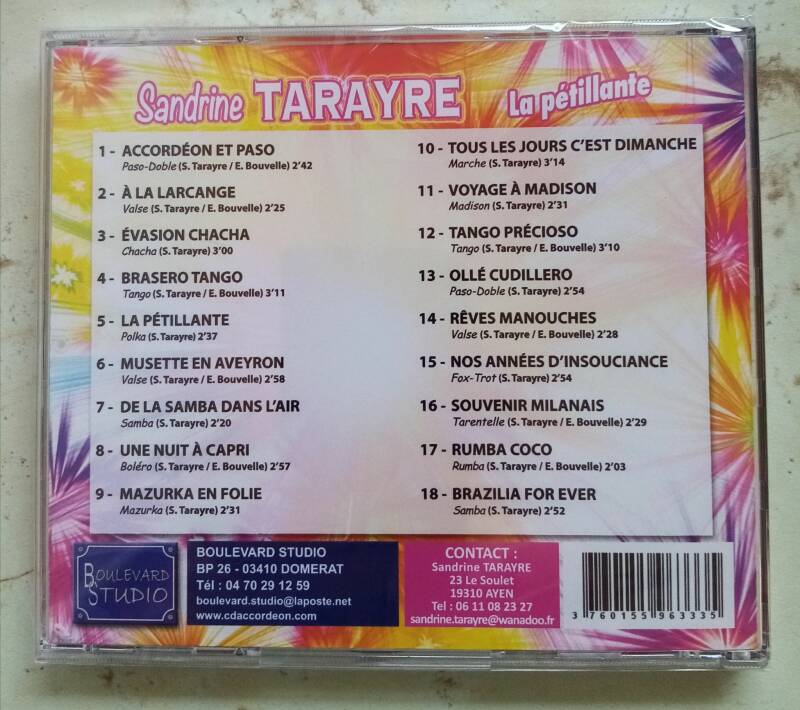 Sandrine TARAYRE La pétillante
1 - ACCORDÉON ET PASO
Paso-Doble (S. Tarayre / E. Bouvelle) 2'42
2 - À LA LARCANGE
Valse (S. Tarayre / E. Bouvelle) 2'25
3 - ÉVASION CHACHA
Chacha (S. Tarayre) 3'00
4 - BRASERO TANGO
Tango (S. Tarayre / E. Bouvelle) 3'11
5 - LA PÉTILLANTE
Polka (S. Tarayre) 2'37
6 - MUSETTE EN AVEYRON
Valse (S. Tarayre / E. Bouvelle) 2'58
7 - DE LA SAMBA DANS L'AIR
Samba (S. Tarayre) 2'20
8 - UNE NUIT À CAPRI
Boléro (S. Tarayre / E. Bouvelle) 2'57
9 - MAZURKA EN FOLIE
Mazurka (S. Tarayre) 2'31
10 - TOUS LES JOURS C'EST DIMANCHE
Marche (S. Tarayre) 3'14
11 - VOYAGE À MADISON
Madison (S. Tarayre) 2'31
12 - TANGO PRÉCIOSO
Tango (S. Tarayre / E. Bouvelle) 3'10
13 - OLLÉ CUDILLERO
Paso-Doble (S. Tarayre) 2'54
14 - RÊVES MANOUCHES
Valse (S. Tarayre / E. Bouvelle) 2'28
15 - NOS ANNÉES D'INSOUCIANCE
Fox-Trot (S. Tarayre) 2'54
16 - SOUVENIR MILANAIS
Tarentelle (S. Tarayre / E. Bouvelle) 2'29
17 - RUMBA COCO
Rumba (S. Tarayre / E. Bouvelle) 2'03
18 - BRAZILIA FOR EVER
Samba (S. Tarayre) 2'52
BOULEVARD
STUDIO
BOULEVARD STUDIO
BP 26 - 03410 DOMERAT
Tél : 04 70 29 12 59
boulevard.studio@laposte.net
www.cdaccordeon.com
CONTACT :
Sandrine TARAYRE
23 Le Soulet
19310 AYEN
Tel : 06 11 08 23 27
sandrine.tarayre@wanadoo.fr
3 760155 963335